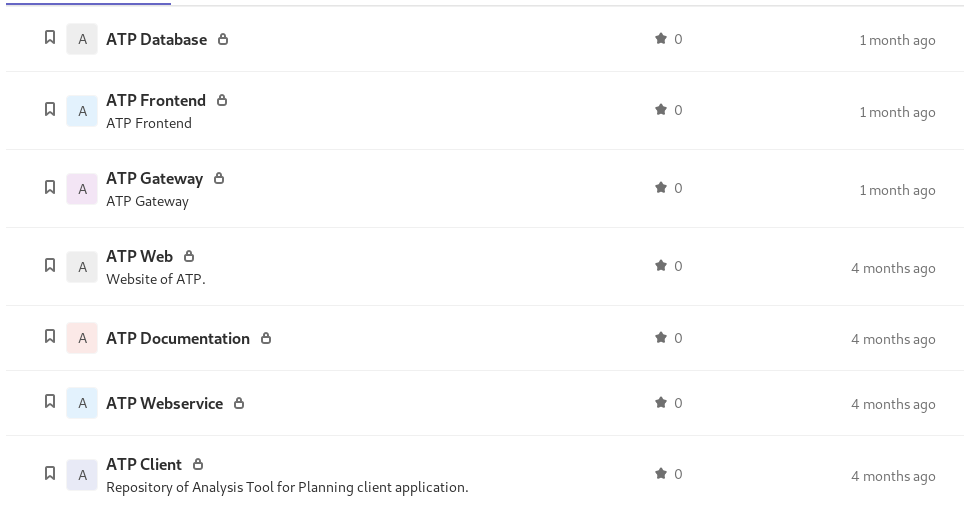 A ATP Database 0 1 month ago
A ATP Frontend 0 1 month ago
ATP Frontend
A ATP Gateway 0 1 month ago
ATP Gateway
A ATP Web 0 4 months ago
Website of ATP.
A ATP Documentation 0 4 months ago
A ATP Webservice 0 4 months ago
A ATP Client 0 4 months ago
Repository of Analysis Tool for Planning client application.